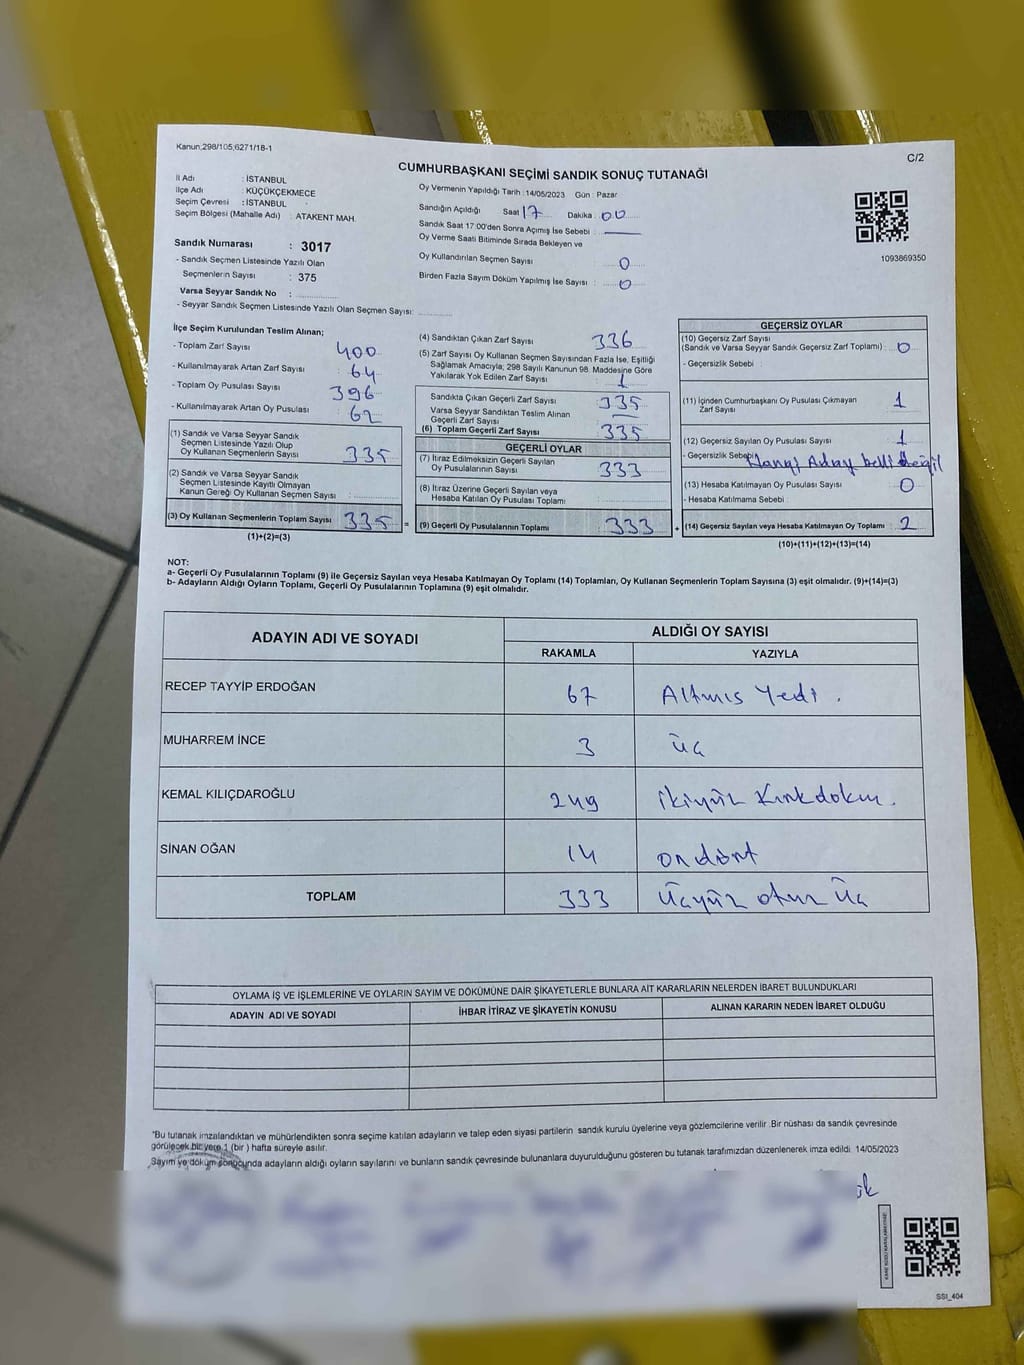 Kanun;298/105;6271/18-1
C/2
CUMHURBAŞKANI SEÇİMİ SANDIK SONUÇ TUTANAĞI
İl Adı : İSTANBUL
İlçe Adı : KÜÇÜKÇEKMECE
Seçim Çevresi : İSTANBUL
Seçim Bölgesi (Mahalle Adı) : ATAKENT MAH.
Sandık Numarası : 3017
- Sandık Seçmen Listesinde Yazılı Olan
Seçmenlerin Sayısı : 375
Varsa Seyyar Sandık No :
- Seyyar Sandık Seçmen Listesinde Yazılı Olan Seçmen Sayısı:
Oy Vermenin Yapıldığı Tarih :14/05/2023 Gün : Pazar
Sandığın Açıldığı Saat 17 Dakika : 00
Sandık Saat 17:00'den Sonra Açımış İse Sebebi :
Oy Verme Saati Bitiminde Sırada Bekleyen ve
Oy Kullandırılan Seçmen Sayısı : 0
Birden Fazla Sayım Döküm Yapılmış İse Sayısı : 0
1093869350
İlçe Seçim Kurulundan Teslim Alınan;
- Toplam Zarf Sayısı 400
- Kullanılmayarak Artan Zarf Sayısı : 64
- Toplam Oy Pusulası Sayısı 396
- Kullanılmayarak Artan Oy Pusulası : 62
(1) Sandık ve Varsa Seyyar Sandık
Seçmen Listesinde Yazılı Olup
Oy Kullanan Seçmenlerin Sayısı : 335
(2) Sandık ve Varsa Seyyar Sandık
Seçmen Listesinde Kayıtlı Olmayan
Kanun Gereği Oy Kullanan Seçmen Sayısı :
(3) Oy Kullanan Seçmenlerin Toplam Sayısı : 335 =
(1)+(2)=(3)
(4) Sandıktan Çıkan Zarf Sayısı : 336
(5) Zarf Sayısı Oy Kullanan Seçmen Sayısından Fazla İse, Eşitliği
Sağlamak Amacıyla; 298 Sayılı Kanunun 98. Maddesine Göre
Yakılarak Yok Edilen Zarf Sayısı : 1
Sandıkta Çıkan Geçerli Zarf Sayısı : 335
Varsa Seyyar Sandıktan Teslim Alınan
Geçerli Zarf Sayısı :
(6) Toplam Geçerli Zarf Sayısı : 335
GEÇERLİ OYLAR
(7) İtiraz Edilmeksizin Geçerli Sayılan
Oy Pusulalarının Sayısı : 333
(8) İtiraz Üzerine Geçerli Sayılan veya
Hesaba Katılan Oy Pusulası Toplamı :
(9) Geçerli Oy Pusulalarının Toplamı : 333 +
GEÇERSİZ OYLAR
(10) Geçersiz Zarf Sayısı
(Sandık ve Varsa Seyyar Sandık Geçersiz Zarf Toplamı) : 0
- Geçersizlik Sebebi :
(11) İçinden Cumhurbaşkanı Oy Pusulası Çıkmayan
Zarf Sayısı : 1
(12) Geçersiz Sayılan Oy Pusulası Sayısı : 1
- Geçersizlik Sebebi : Hangi Aday belli değil
(13) Hesaba Katılmayan Oy Pusulası Sayısı : 0
- Hesaba Katılmama Sebebi :
(14) Geçersiz Sayılan veya Hesaba Katılmayan Oy Toplamı : 2
(10)+(11)+(12)+(13)=(14)
NOT:
a- Geçerli Oy Pusulalarının Toplamı (9) ile Geçersiz Sayılan veya Hesaba Katılmayan Oy Toplamı (14) Toplamları, Oy Kullanan Seçmenlerin Toplam Sayısına (3) eşit olmalıdır. (9)+(14)=(3)
b- Adayların Aldığı Oyların Toplamı, Geçerli Oy Pusulalarının Toplamına (9) eşit olmalıdır.
ADAYIN ADI VE SOYADI
ALDIĞI OY SAYISI
RAKAMLA YAZIYLA
RECEP TAYYİP ERDOĞAN 67 Altmış Yedi .
MUHARREM İNCE 3 üç
KEMAL KILIÇDAROĞLU 249 ikiyüz Kırkdokuz .
SİNAN OĞAN 14 ondört
TOPLAM 333 Üçyüz otuz Üç
OYLAMA İŞ VE İŞLEMLERİNE VE OYLARIN SAYIM VE DÖKÜMÜNE DAİR ŞİKAYETLERLE BUNLARA AİT KARARLARIN NELERDEN İBARET BULUNDUKLARI
ADAYIN ADI VE SOYADI İHBAR İTİRAZ VE ŞİKAYETİN KONUSU ALINAN KARARIN NEDEN İBARET OLDUĞU
"Bu tutanak imzalandıktan ve mühürlendikten sonra seçime katılan adayların ve talep eden siyasi partilerin sandık kurulu üyelerine veya gözlemcilerine verilir .Bir nüshası da sandık çevresinde
görülecek bir yere 1 (bir ) hafta süreyle asılır.
Sayım ve döküm sonucunda adayların aldığı oyların sayılarını ve bunların sandık çevresinde bulunanlara duyurulduğunu gösteren bu tutanak tarafımızdan düzenlenerek imza edildi. 14/05/2023
SSI_404